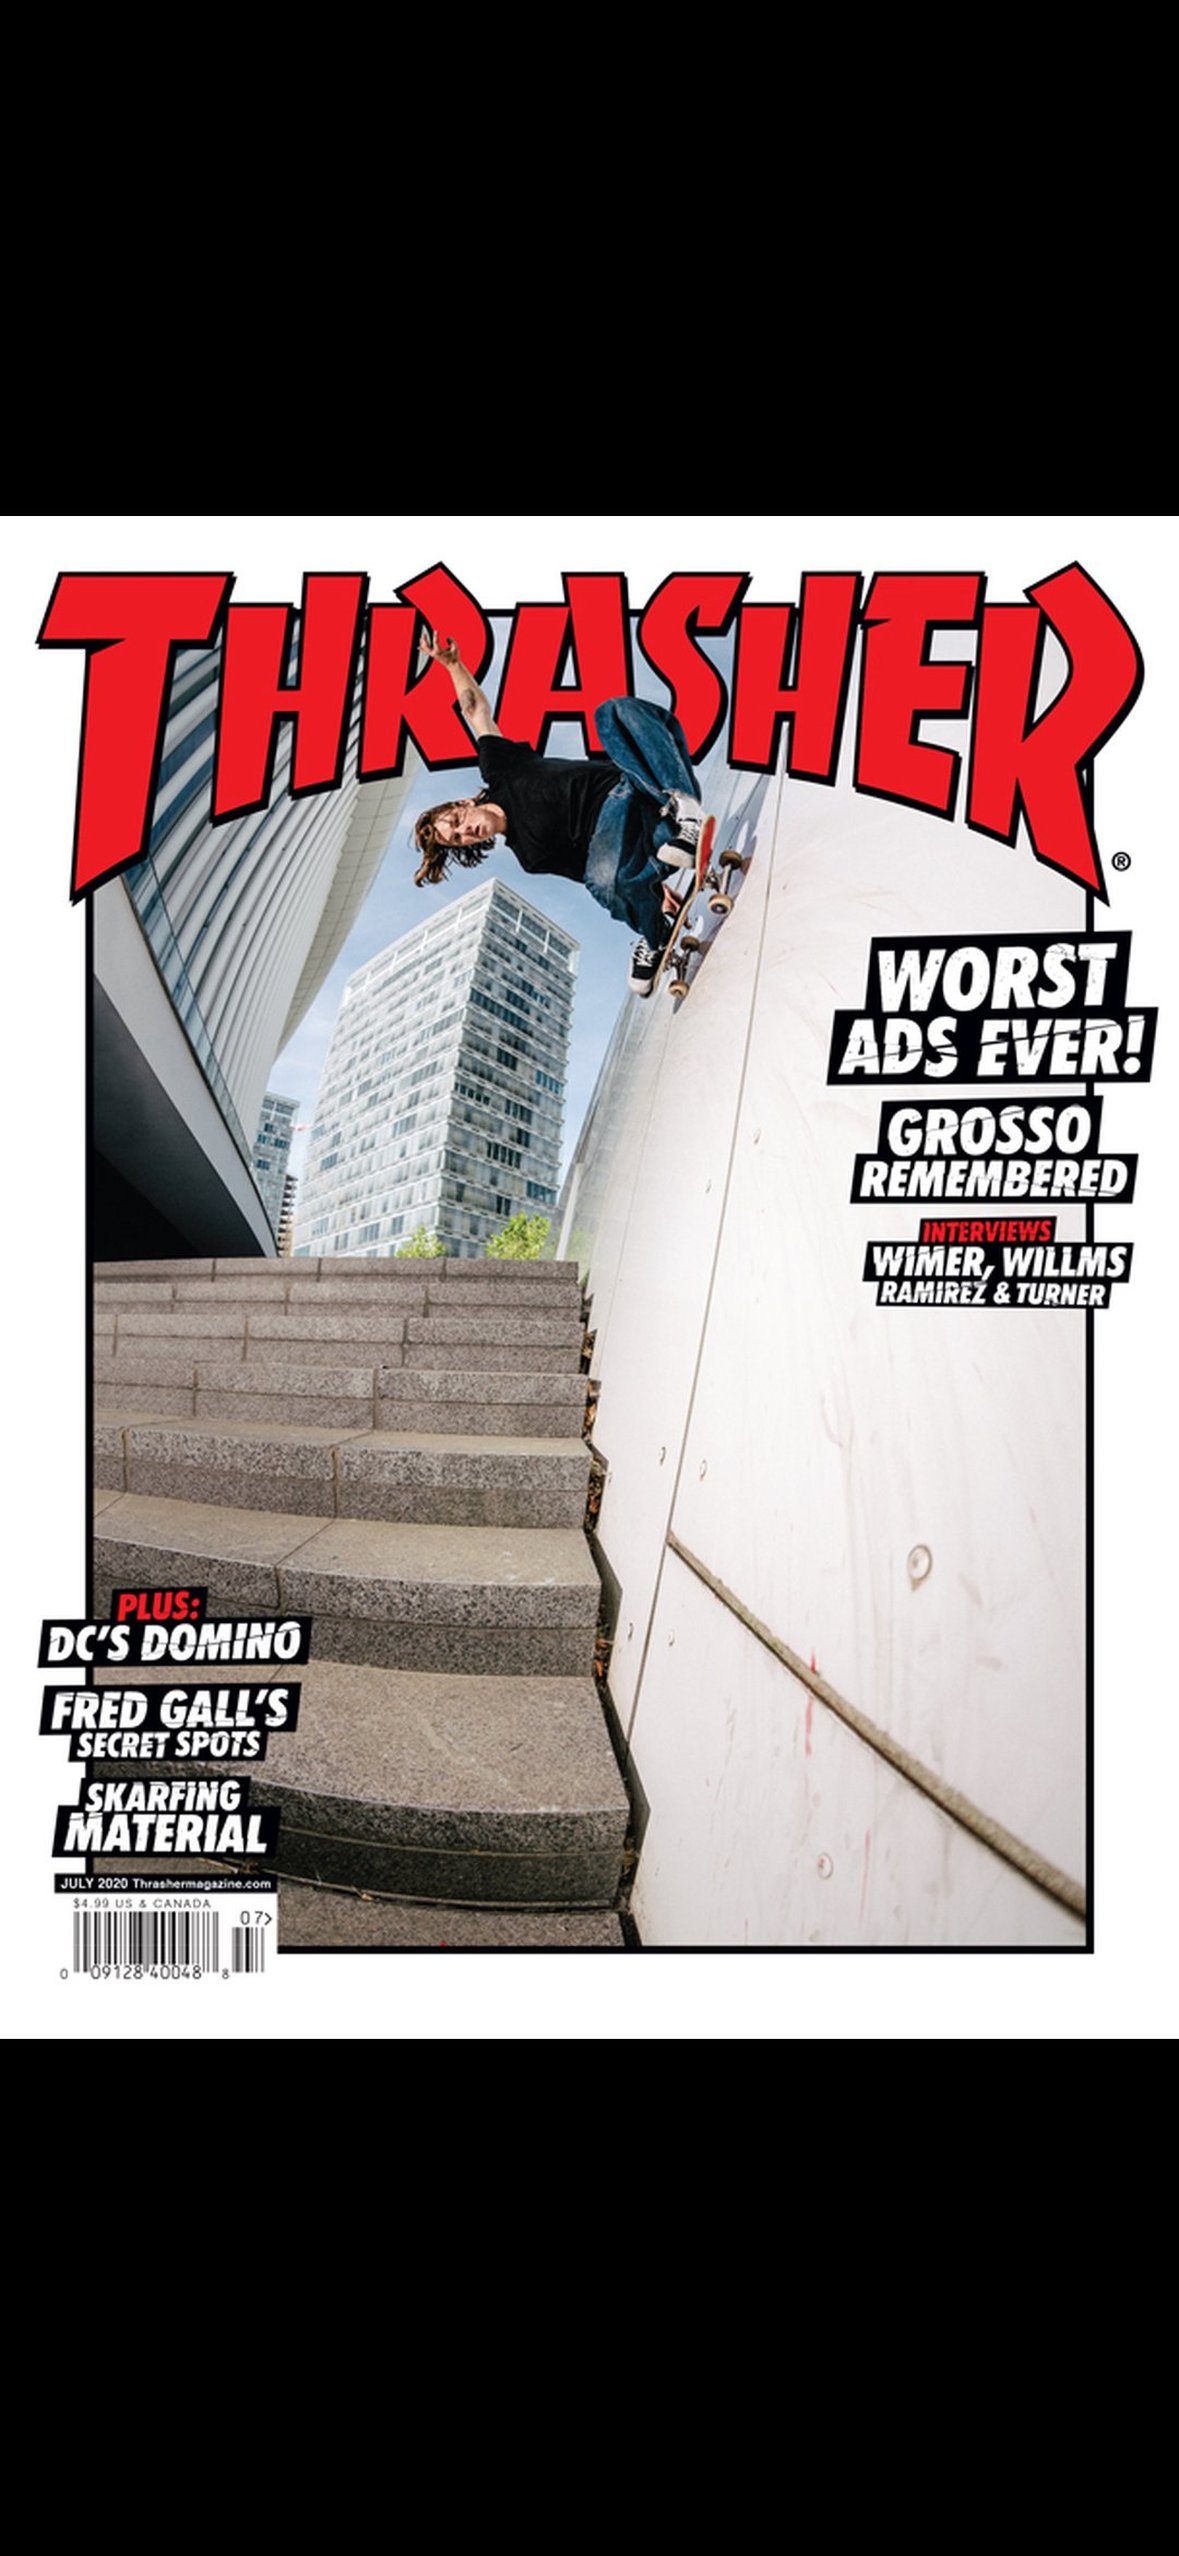 THRASHER
®
WORST
ADS EVER!
GROSSO
REMEMBERED
INTERVIEWS
WIMER, WILLMS
RAMIREZ & TURNER
PLUS:
DC'S DOMINO
FRED GALL'S
SECRET SPOTS
SKARFING
MATERIAL
JULY 2020 Thrashermagazine.com
$4.99 US & CANADA
07>
0 09128 40048 8